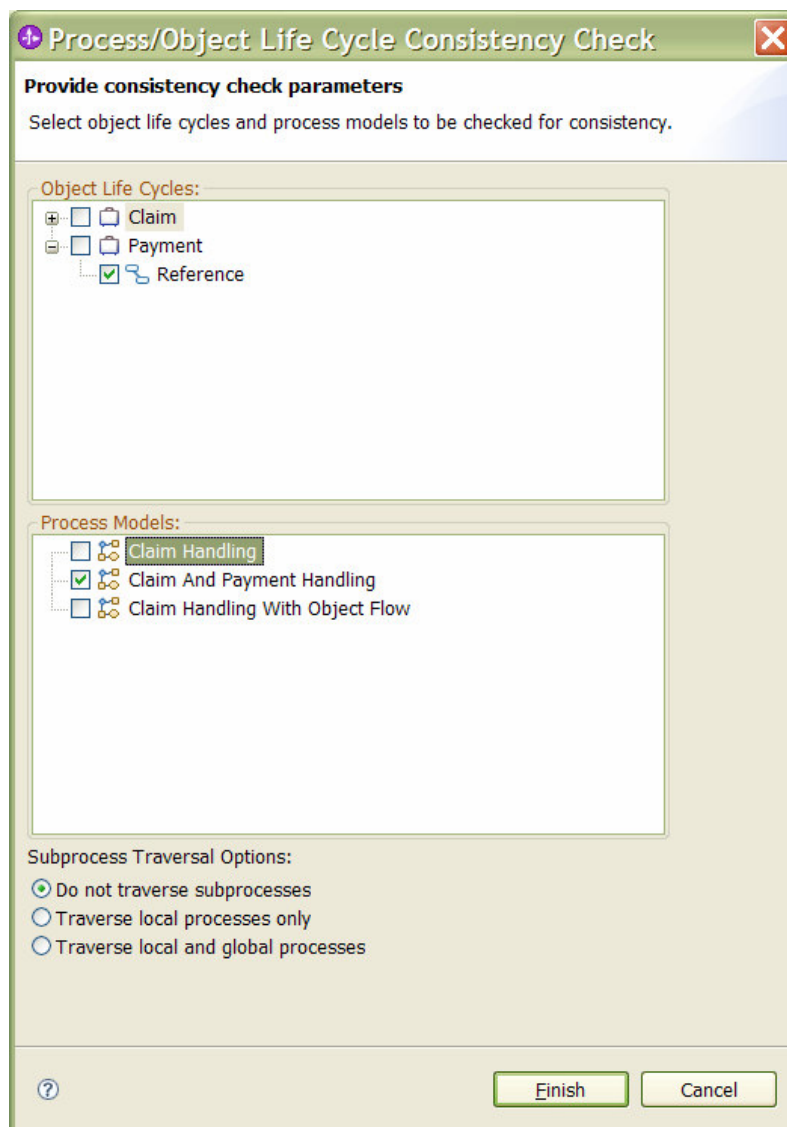 Process/Object Life Cycle Consistency Check
Provide consistency check parameters
Select object life cycles and process models to be checked for consistency.
Object Life Cycles:
Claim
Payment
Reference
Process Models:
Claim Handling
Claim And Payment Handling
Claim Handling With Object Flow
Subprocess Traversal Options:
Do not traverse subprocesses
Traverse local processes only
Traverse local and global processes
?
Finish
Cancel